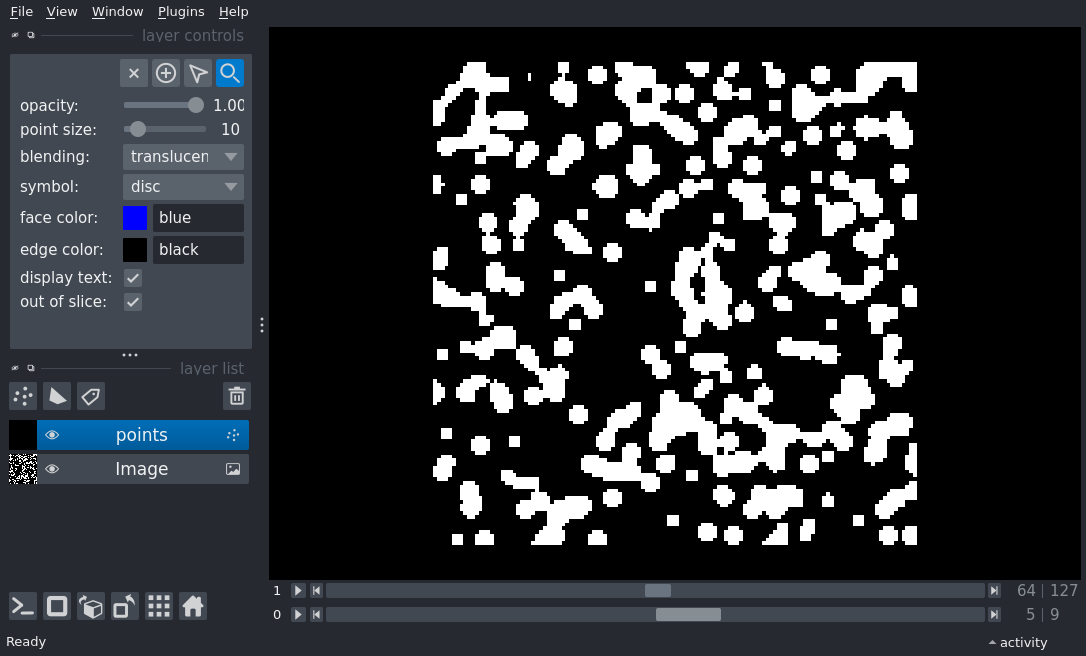 File View Window Plugins Help
layer controls
opacity: 1.00
point size: 10
blending: translucen
symbol: disc
face color: blue
edge color: black
display text:
out of slice:
layer list
points
Image
1 64 127
0 5 9
Ready activity